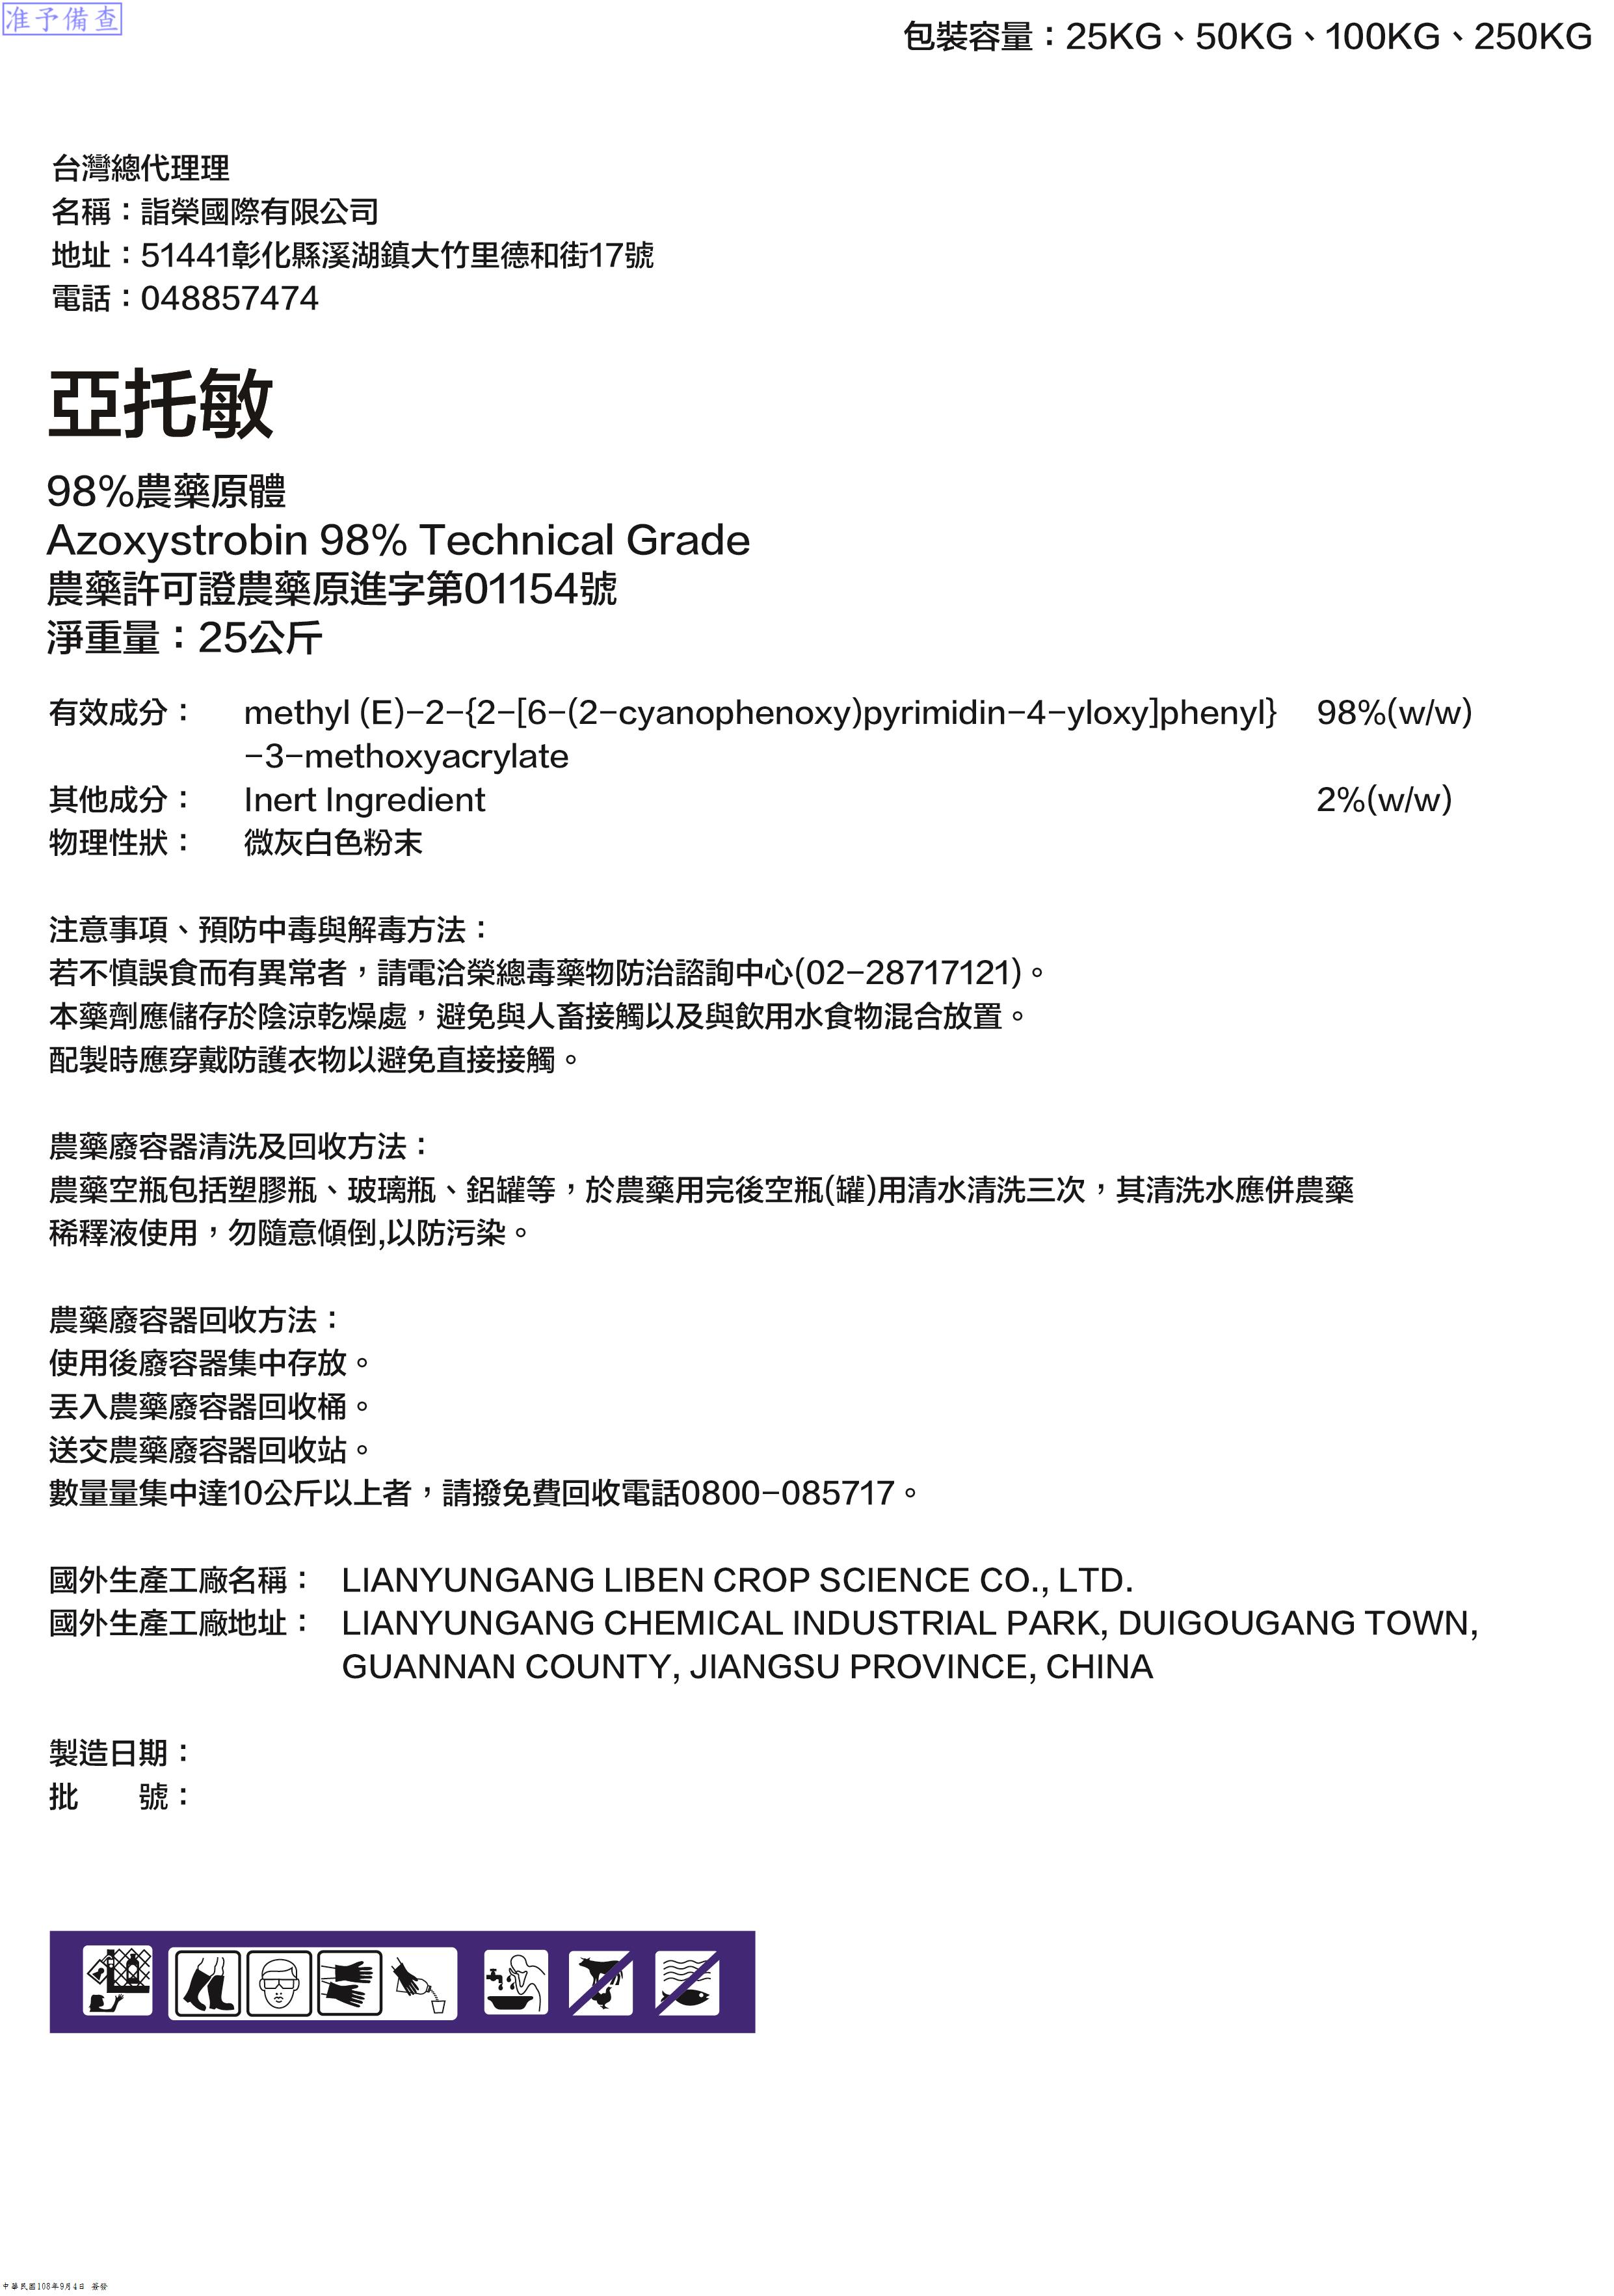 准予備查
包裝容量：25KG、50KG、100KG、250KG
台灣總代理理
名稱：詣榮國際有限公司
地址：51441彰化縣溪湖鎮大竹里德和街17號
電話：048857474
亞托敏
98%農藥原體
Azoxystrobin 98% Technical Grade
農藥許可證農藥原進字第01154號
淨重量：25公斤
有效成分： methyl (E)-2-{2-[6-(2-cyanophenoxy)pyrimidin-4-yloxy]phenyl} 98%(w/w)
-3-methoxyacrylate
其他成分： Inert Ingredient 2%(w/w)
物理性狀： 微灰白色粉末
注意事項、預防中毒與解毒方法：
若不慎誤食而有異常者，請電洽榮總毒藥物防治諮詢中心(02-28717121)。
本藥劑應儲存於陰涼乾燥處，避免與人畜接觸以及與飲用水食物混合放置。
配製時應穿戴防護衣物以避免直接接觸。
農藥廢容器清洗及回收方法：
農藥空瓶包括塑膠瓶、玻璃瓶、鋁罐等，於農藥用完後空瓶(罐)用清水清洗三次，其清洗水應併農藥
稀釋液使用，勿隨意傾倒,以防污染。
農藥廢容器回收方法：
使用後廢容器集中存放。
丟入農藥廢容器回收桶。
送交農藥廢容器回收站。
數量量集中達10公斤以上者，請撥免費回收電話0800-085717。
國外生產工廠名稱： LIANYUNGANG LIBEN CROP SCIENCE CO., LTD.
國外生產工廠地址： LIANYUNGANG CHEMICAL INDUSTRIAL PARK, DUIGOUGANG TOWN,
GUANNAN COUNTY, JIANGSU PROVINCE, CHINA
製造日期：
批　　號：
中華民國108年9月4日 簽發